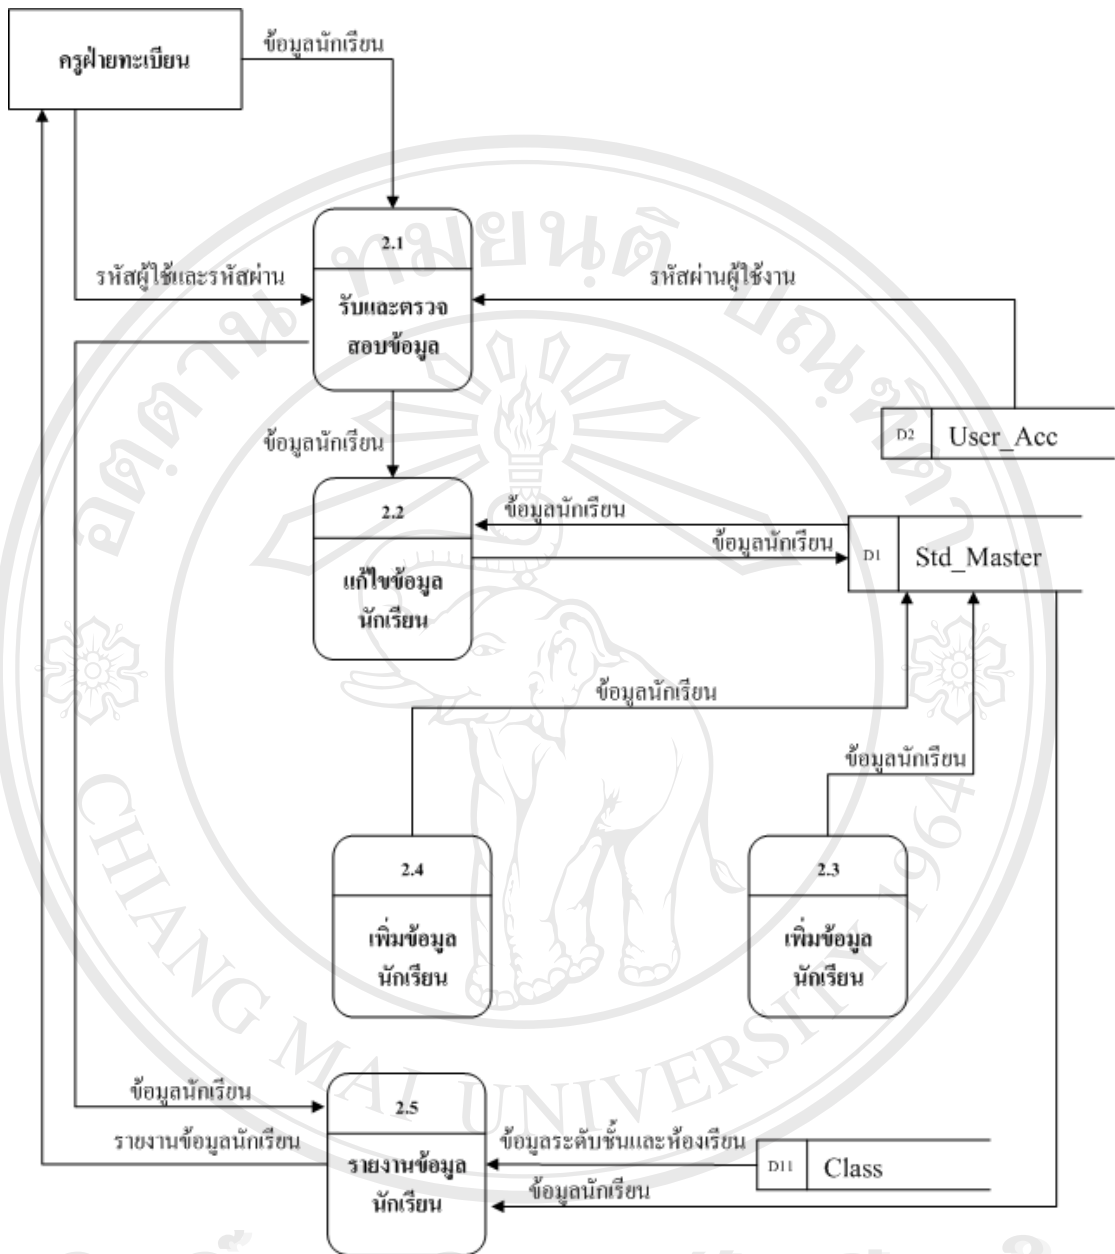 ข้อมูลนักเรียน
ครูฝ่ายทะเบียน
2.1
รหัสผู้ใช้และรหัสผ่าน
รหัสผ่านผู้ใช้งาน
รับและตรวจ
สอบข้อมูล
D2
User_Acc
ข้อมูลนักเรียน
2.2
ข้อมูลนักเรียน
ข้อมูลนักเรียน
D1
Std_Master
แก้ไขข้อมูล
นักเรียน
ข้อมูลนักเรียน
ข้อมูลนักเรียน
2.4
2.3
เพิ่มข้อมูล
นักเรียน
เพิ่มข้อมูล
นักเรียน
ข้อมูลนักเรียน
2.5
รายงานข้อมูลนักเรียน
ข้อมูลระดับชั้นและห้องเรียน
รายงานข้อมูล
นักเรียน
D11
Class
ข้อมูลนักเรียน
CHIANG MAI UNIVERSITY 1964